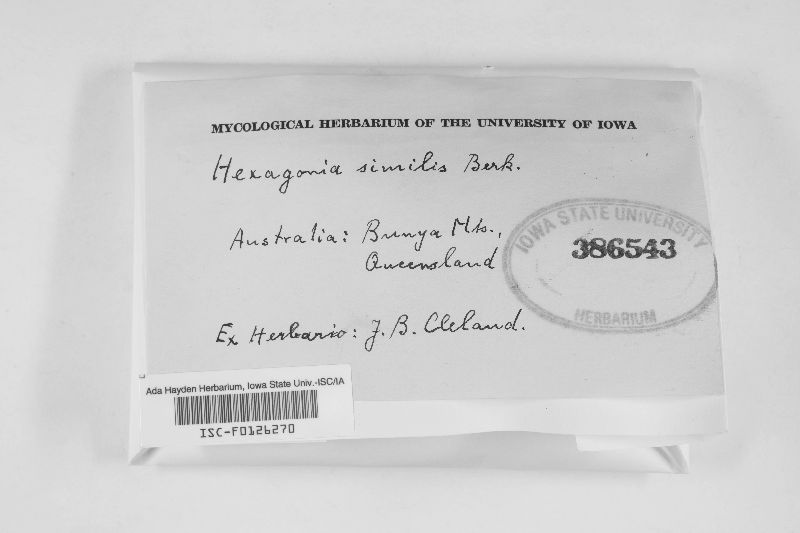 MYCOLOGICAL HERBARIUM OF THE UNIVERSITY OF IOWA
Hexagonia similis Berk.
Australia: Bunya Mts.,
Queensland
IOWA STATE UNIVERSITY
386543
HERBARIUM
Ex Herbario: J. B. Cleland.
Ada Hayden Herbarium, Iowa State Univ.-ISC/IA
ISC-F0126270